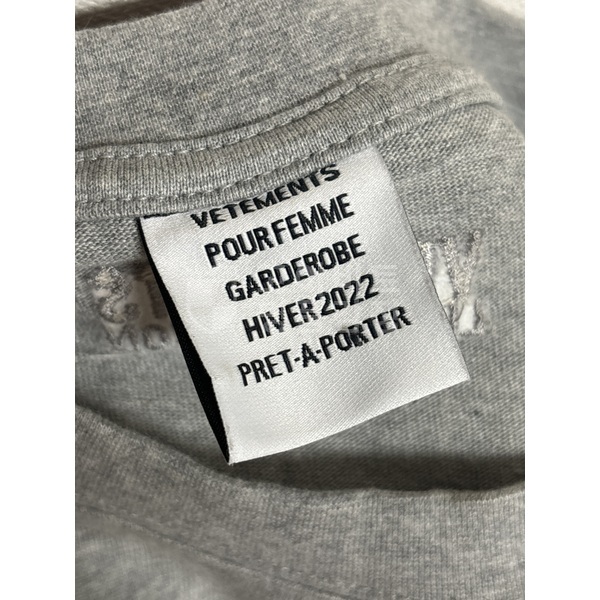 VETEMENTS
POUR FEMME
GARDEROBE
HIVER 2022
PRET-A-PORTER